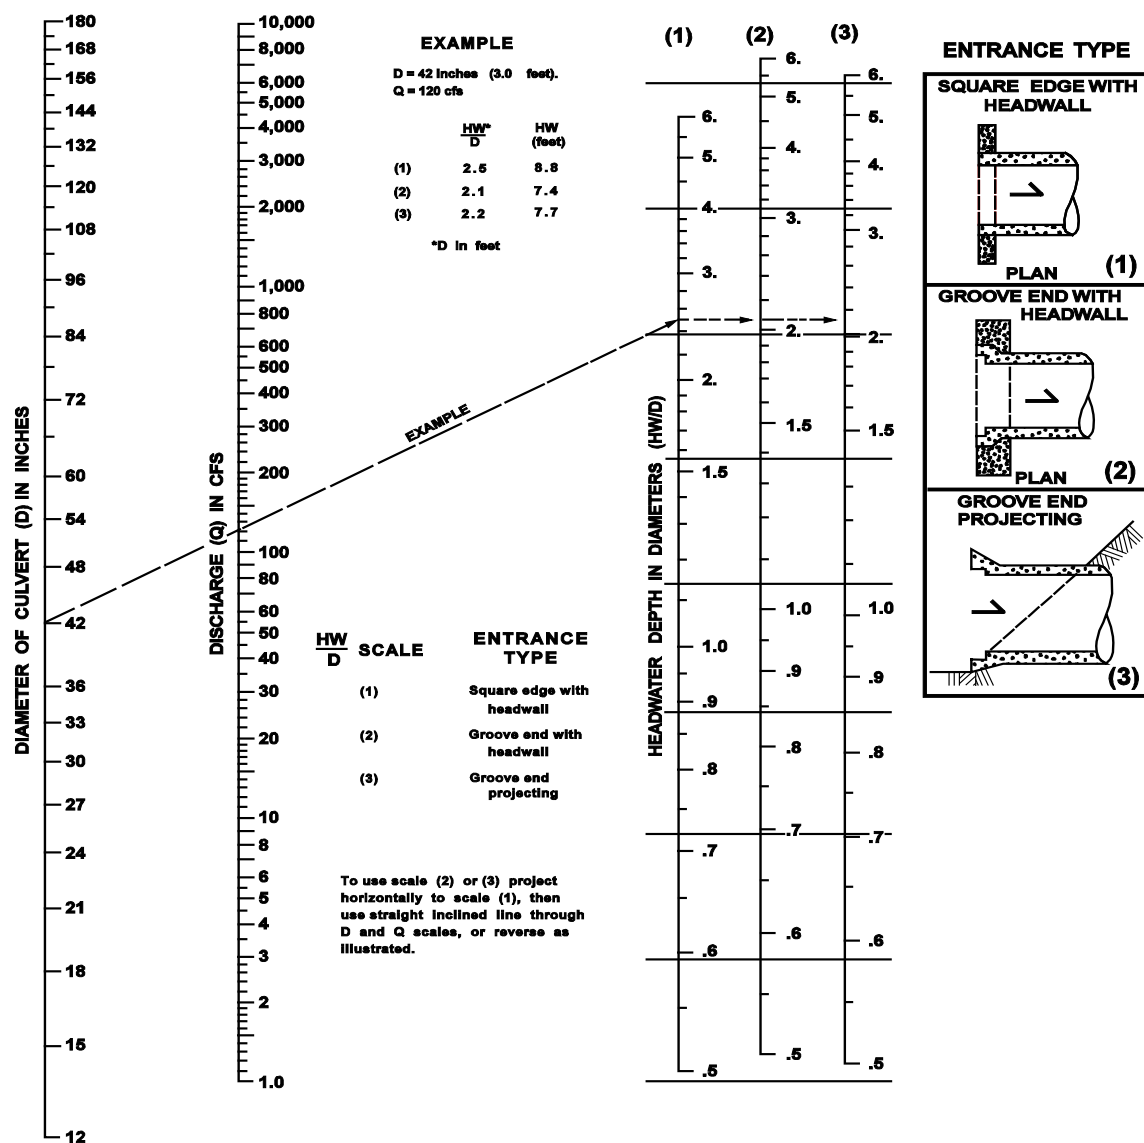 DIAMETER OF CULVERT (D) IN INCHES
180
168
156
144
132
120
108
96
84
72
60
54
48
42
36
33
30
27
24
21
18
15
12
DISCHARGE (Q) IN CFS
10,000
8,000
6,000
5,000
4,000
3,000
2,000
1,000
800
600
500
400
300
200
100
80
60
50
40
30
20
10
8
6
5
4
3
2
1.0
EXAMPLE
D = 42 inches (3.0 feet).
Q = 120 cfs
HW* HW
D (feet)
(1) 2.5 8.8
(2) 2.1 7.4
(3) 2.2 7.7
*D in feet
EXAMPLE
HW
D
SCALE
ENTRANCE
TYPE
(1) Square edge with
headwall
(2) Groove end with
headwall
(3) Groove end
projecting
To use scale (2) or (3) project
horizontally to scale (1), then
use straight inclined line through
D and Q scales, or reverse as
illustrated.
HEADWATER DEPTH IN DIAMETERS (HW/D)
(1)
6.
5.
4.
3.
2.
1.5
1.0
.9
.8
.7
.6
.5
(2)
6.
5.
4.
3.
2.
1.5
1.0
.9
.8
.7
.6
.5
(3)
6.
5.
4.
3.
2.
1.5
1.0
.9
.8
.7
.6
.5
ENTRANCE TYPE
SQUARE EDGE WITH
HEADWALL
PLAN
(1)
GROOVE END WITH
HEADWALL
PLAN
(2)
GROOVE END
PROJECTING
(3)